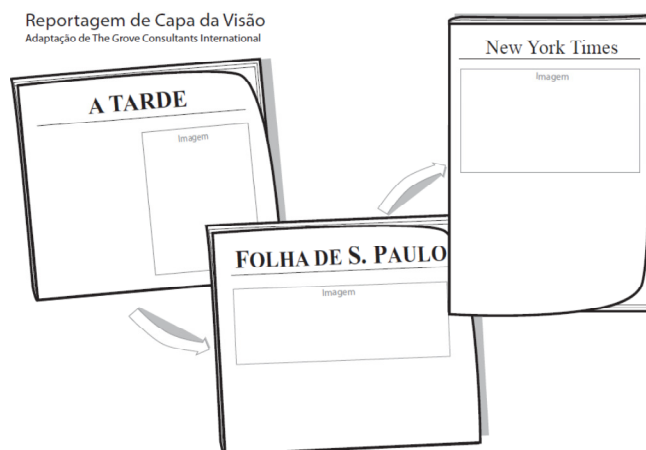 Reportagem de Capa da Visão
Adaptação de The Grove Consultants International
A TARDE
Imagem
FOLHA DE S. PAULO
Imagem
New York Times
Imagem